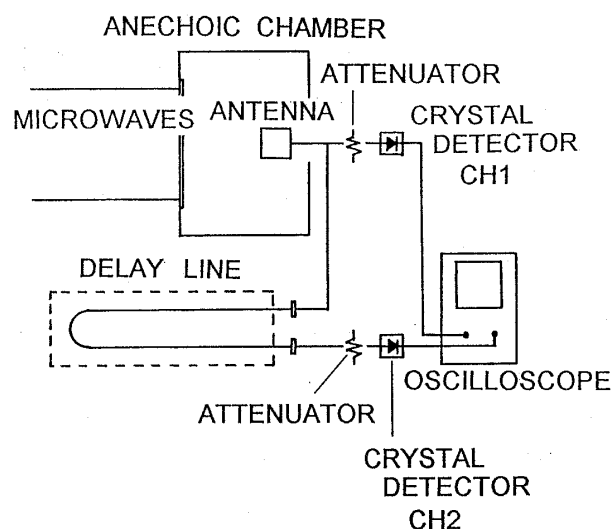 ANECHOIC CHAMBER
ATTENUATOR
MICROWAVES
ANTENNA
CRYSTAL
DETECTOR
CH1
DELAY LINE
OSCILLOSCOPE
ATTENUATOR
CRYSTAL
DETECTOR
CH2